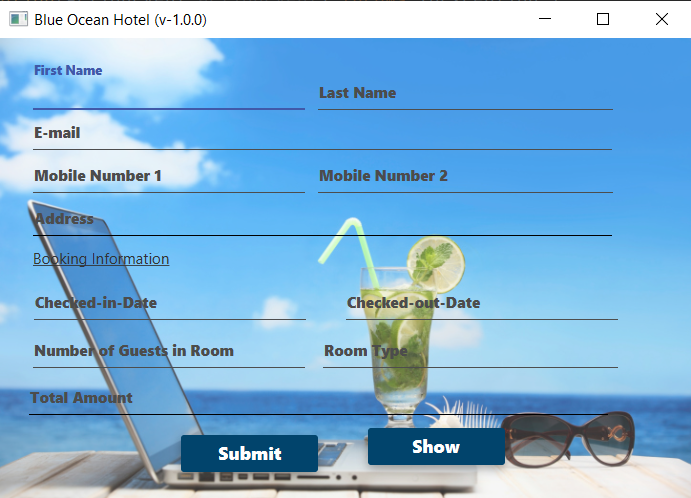 Blue Ocean Hotel (v-1.0.0)
First Name
Last Name
E-mail
Mobile Number 1
Mobile Number 2
Address
Booking Information
Checked-in-Date
Checked-out-Date
Number of Guests in Room
Room Type
Total Amount
Submit
Show